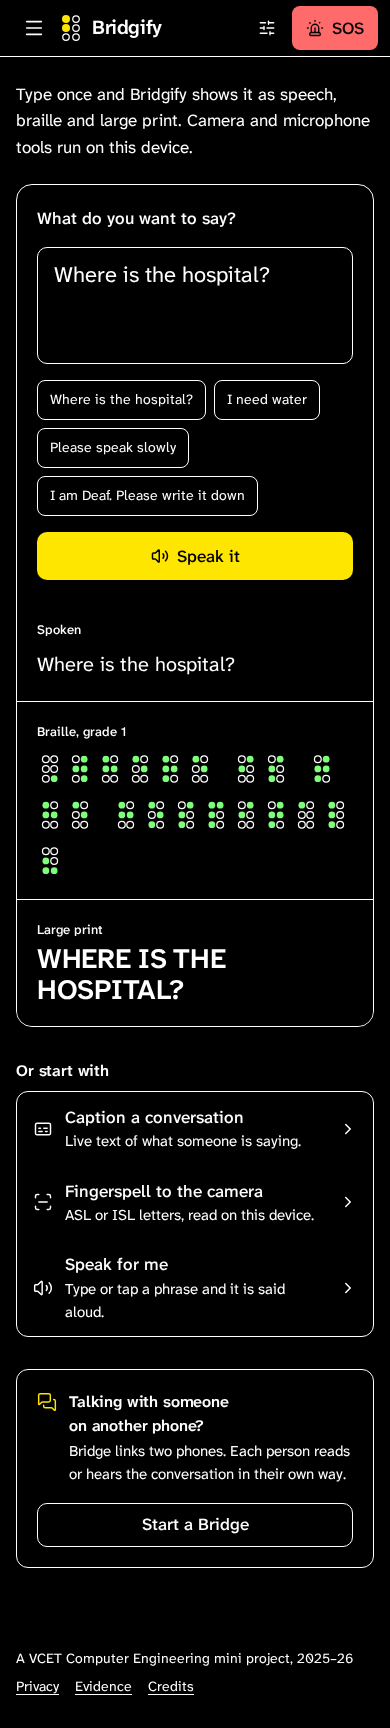 Bridgify
SOS
Type once and Bridgify shows it as speech,
braille and large print. Camera and microphone
tools run on this device.
What do you want to say?
Where is the hospital?
Where is the hospital?
I need water
Please speak slowly
I am Deaf. Please write it down
Speak it
Spoken
Where is the hospital?
Braille, grade 1
⠠⠺⠓⠑⠗⠑ ⠊⠎ ⠞⠓⠑ ⠓⠕⠎⠏⠊⠞⠁⠇⠦
Large print
WHERE IS THE
HOSPITAL?
Or start with
Caption a conversation
Live text of what someone is saying.
Fingerspell to the camera
ASL or ISL letters, read on this device.
Speak for me
Type or tap a phrase and it is said
aloud.
Talking with someone
on another phone?
Bridge links two phones. Each person reads
or hears the conversation in their own way.
Start a Bridge
A VCET Computer Engineering mini project, 2025–26
Privacy
Evidence
Credits